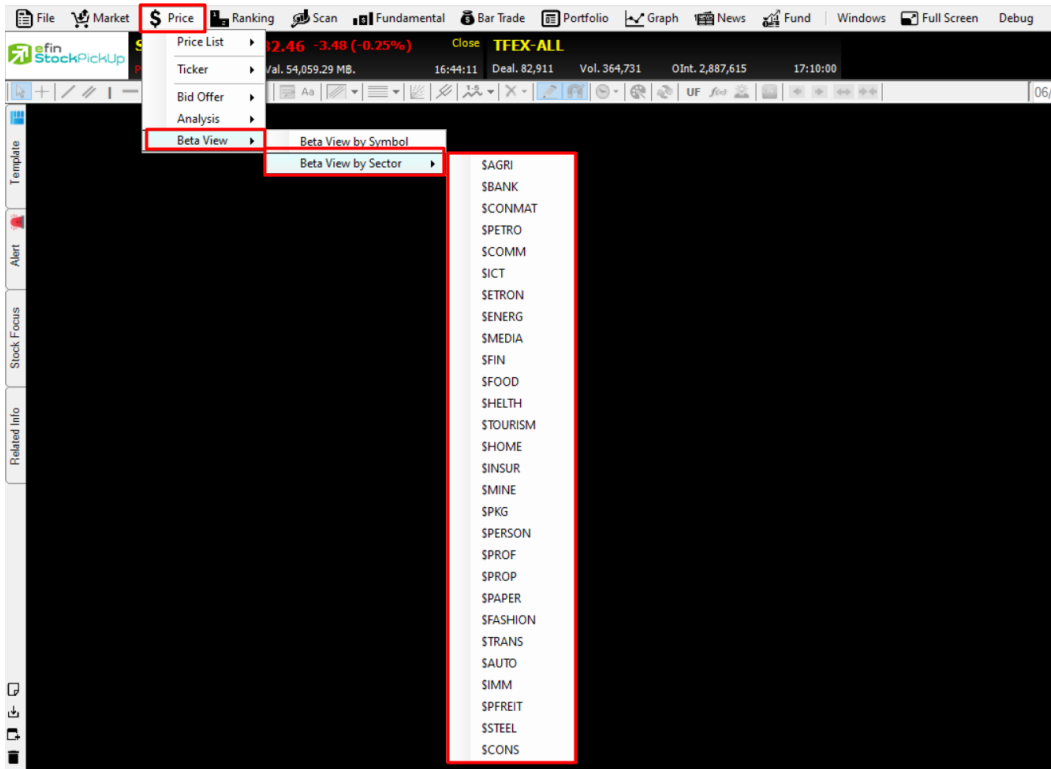 File Market $ Price Ranking Scan Fundamental Bar Trade Portfolio Graph News Fund Windows Full Screen Debug
efin
StockPickUp
32.46 -3.48 (-0.25%) Close TFEX-ALL
Val. 54,059.29 MB. 16:44:11 Deal. 82,911 Vol. 364,731 OInt. 2,887,615 17:10:00
Price List
Ticker
Bid Offer
Analysis
Beta View
Aa UF f(x) 06/
Beta View by Symbol
Beta View by Sector
$AGRI
$BANK
$CONMAT
$PETRO
$COMM
$ICT
$ETRON
$ENERG
$MEDIA
$FIN
$FOOD
$HELTH
$TOURISM
$HOME
$INSUR
$MINE
$PKG
$PERSON
$PROF
$PROP
$PAPER
$FASHION
$TRANS
$AUTO
$IMM
$PFREIT
$STEEL
$CONS
Template
Alert
Stock Focus
Related Info